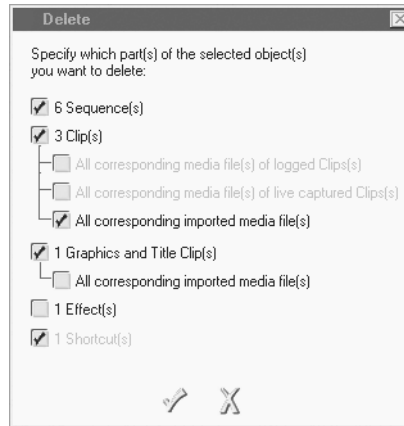 Delete
Specify which part(s) of the selected object(s)
you want to delete:
6 Sequence(s)
3 Clip(s)
All corresponding media file(s) of logged Clips(s)
All corresponding media file(s) of live captured Clips(s)
All corresponding imported media file(s)
1 Graphics and Title Clip(s)
All corresponding imported media file(s)
1 Effect(s)
1 Shortcut(s)